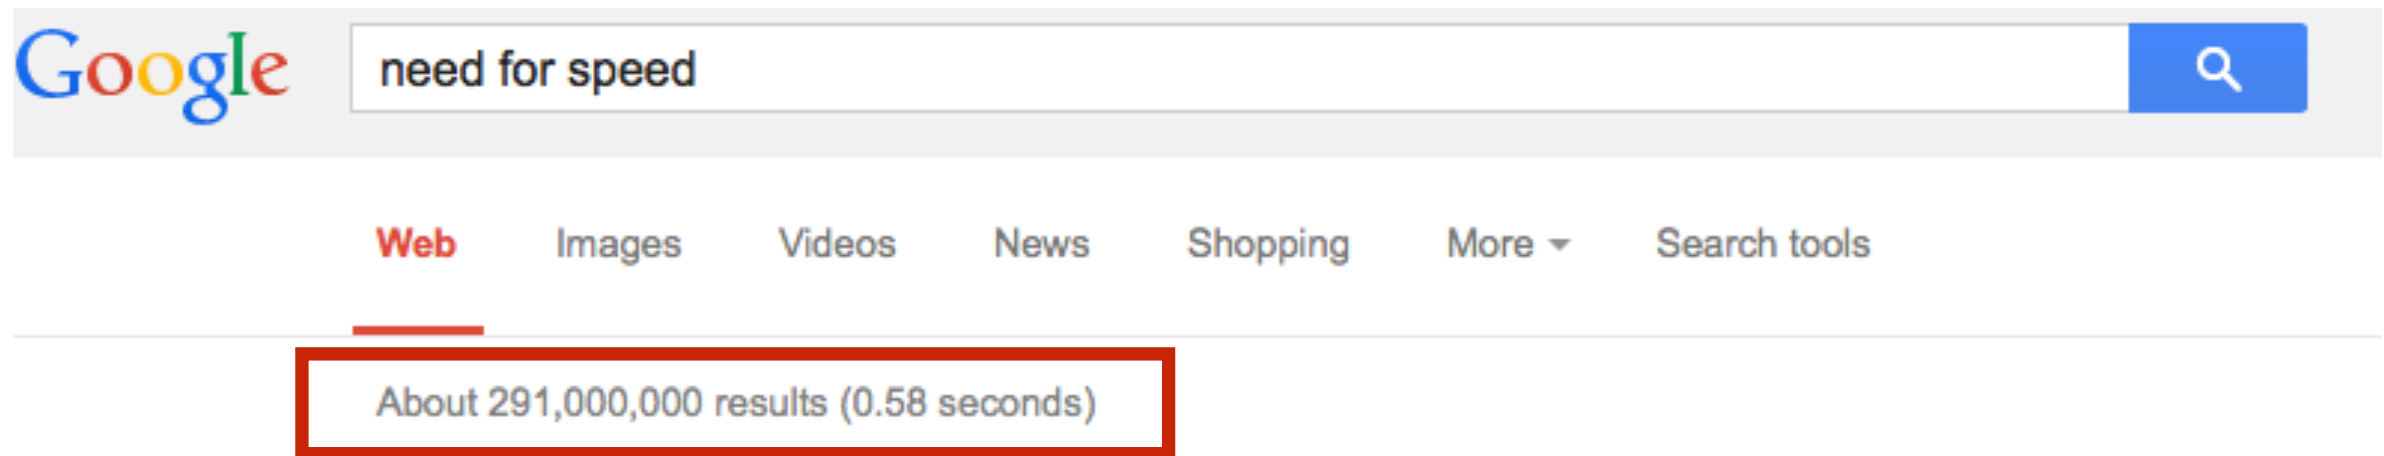 Google need for speed
Web Images Videos News Shopping More Search tools
About 291,000,000 results (0.58 seconds)